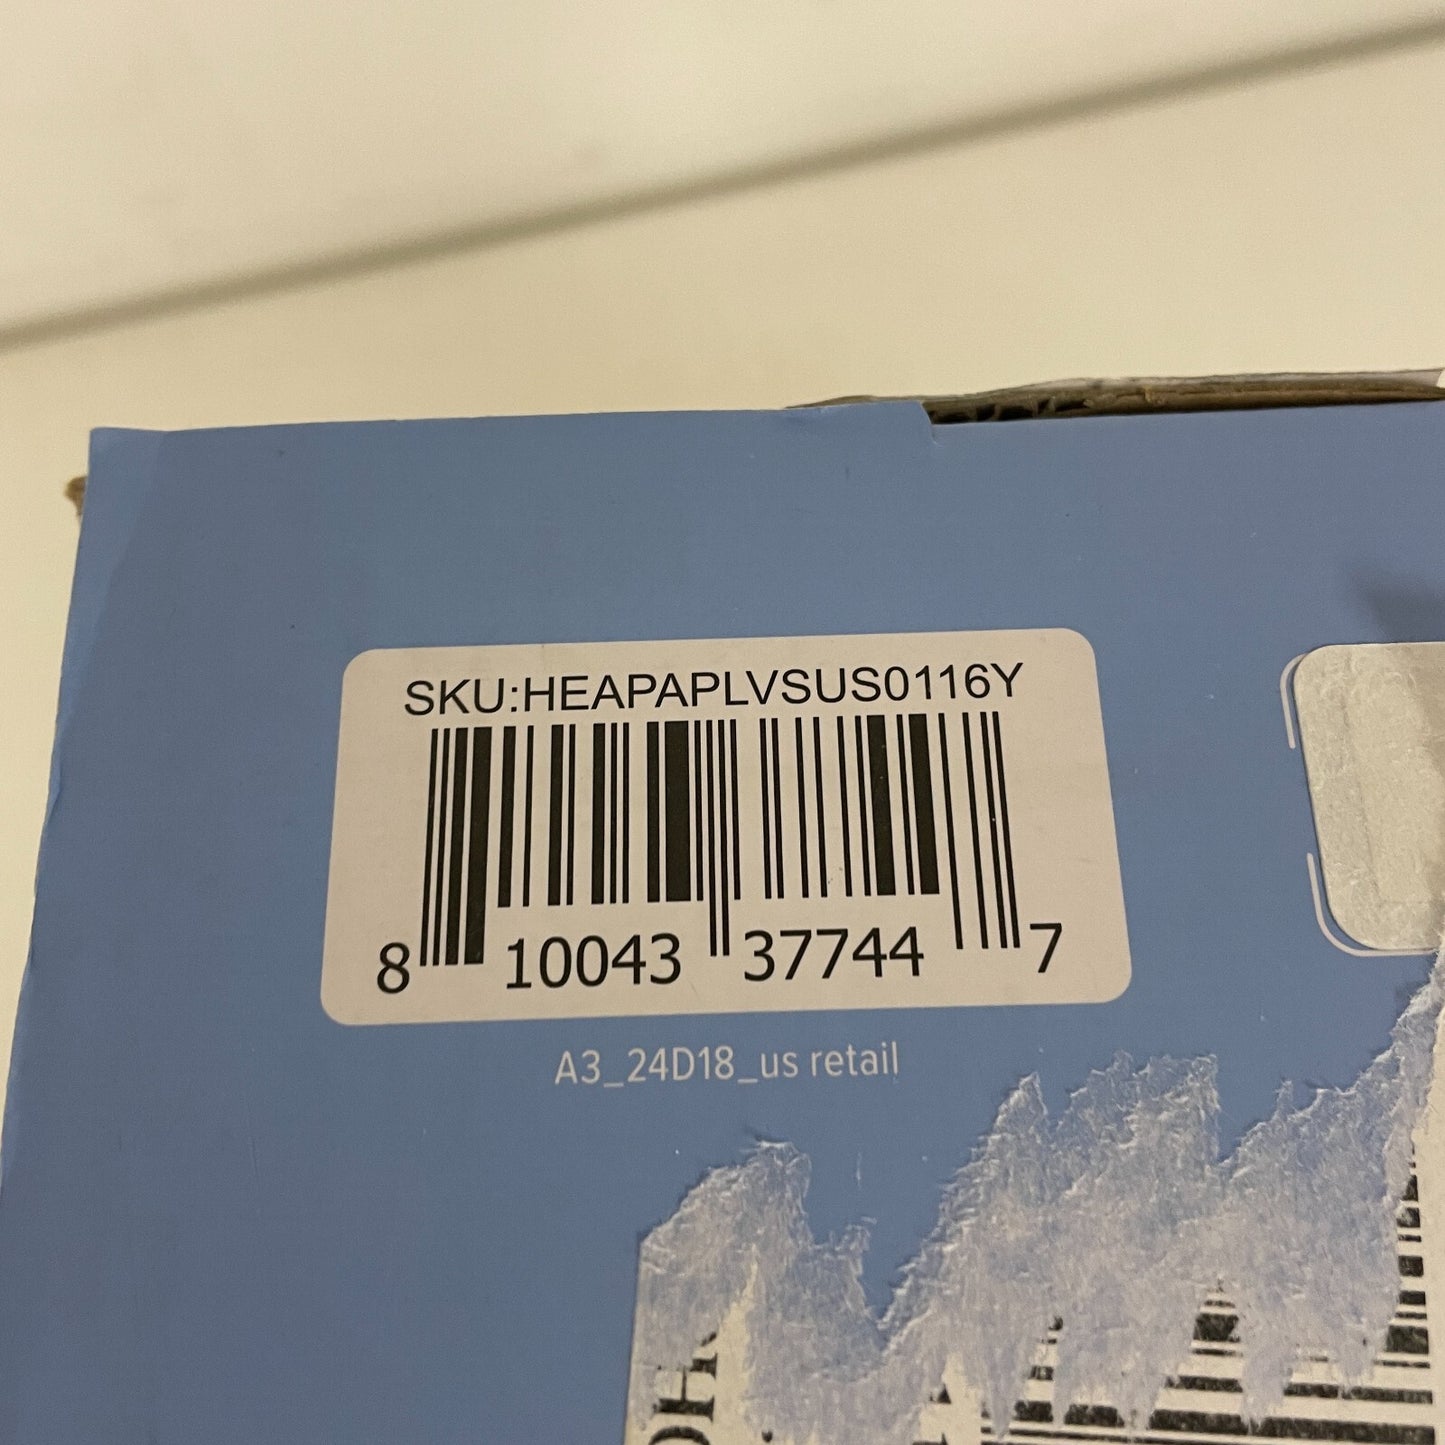 SKU:HEAPAPLVSUS0116Y
8 10043 37744 7
A3_24D18_us retail